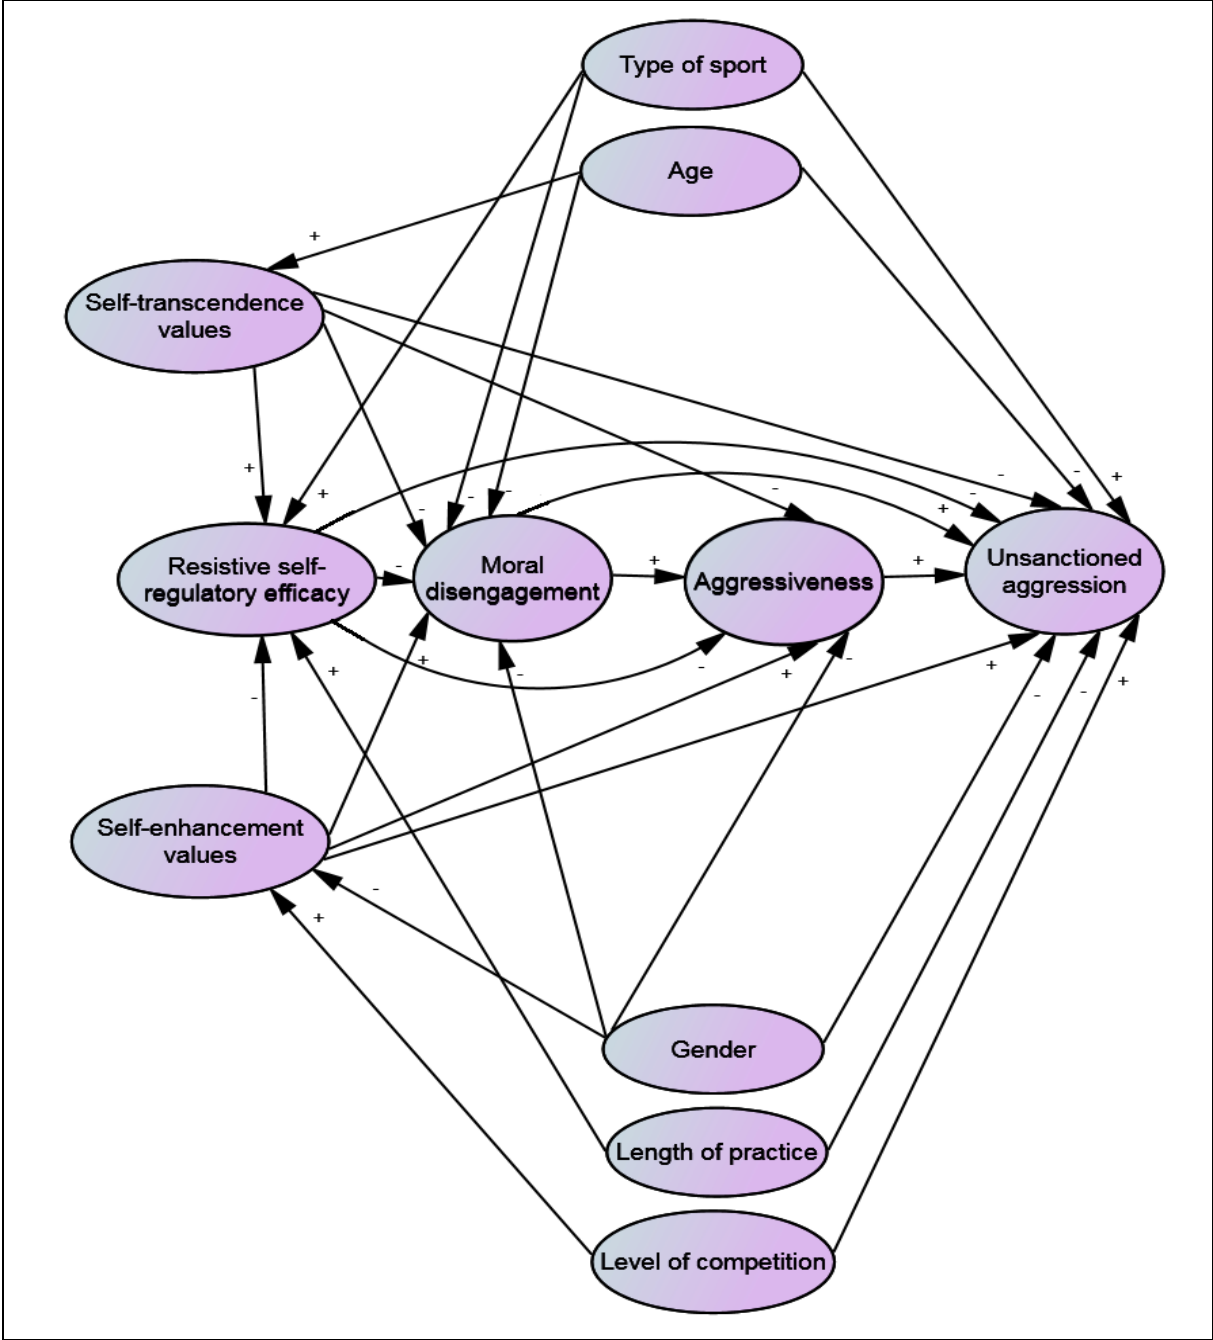 Type of sport
Age
+
Self-transcendence
values
+
+
-
-
-
-
-
-
+
-
+
Resistive self-
regulatory efficacy
-
Moral
disengagement
+
Aggressiveness
+
Unsanctioned
aggression
-
+
+
-
-
+
-
+
-
-
+
Self-enhancement
values
-
+
Gender
Length of practice
Level of competition